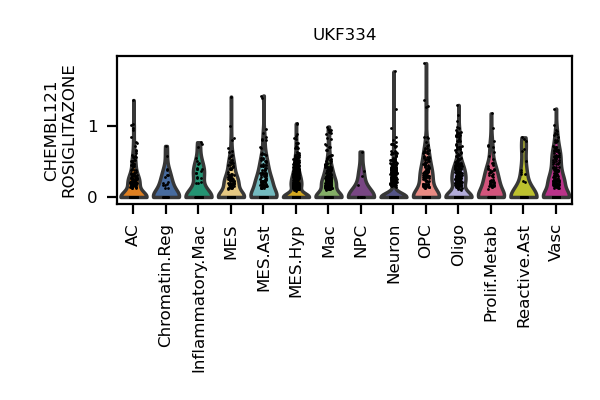 UKF334
CHEMBL121
ROSIGLITAZONE
1
0
AC
Chromatin.Reg
Inflammatory.Mac
MES
MES.Ast
MES.Hyp
Mac
NPC
Neuron
OPC
Oligo
Prolif.Metab
Reactive.Ast
Vasc